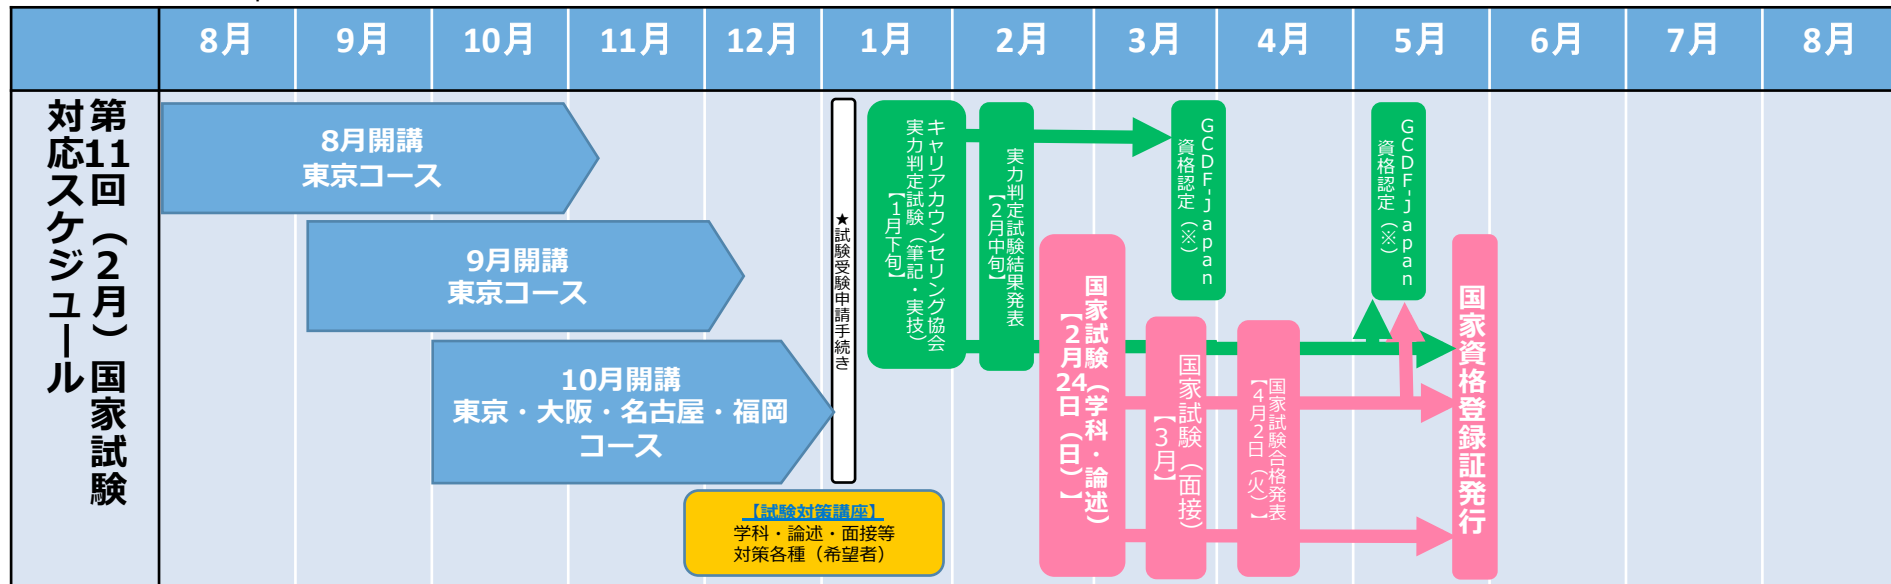 8月
9月
10月
11月
12月
1月
2月
3月
4月
5月
6月
7月
8月
第11回（2月）国家試験
対応スケジュール
8月開講
東京コース
9月開講
東京コース
10月開講
東京・大阪・名古屋・福岡
コース
【試験対策講座】
学科・論述・面接等
対策各種（希望者）
★試験受験申請手続き
キャリアカウンセリング協会
実力判定試験（筆記・実技）
【1月下旬】
実力判定試験結果発表
【2月中旬】
国家試験（学科・論述）
【2月24日（日）】
国家試験（面接）
【3月】
GCDF-Japan
資格認定（※）
国家試験合格発表
【4月2日（火）】
GCDF-Japan
資格認定（※）
国家資格登録証発行